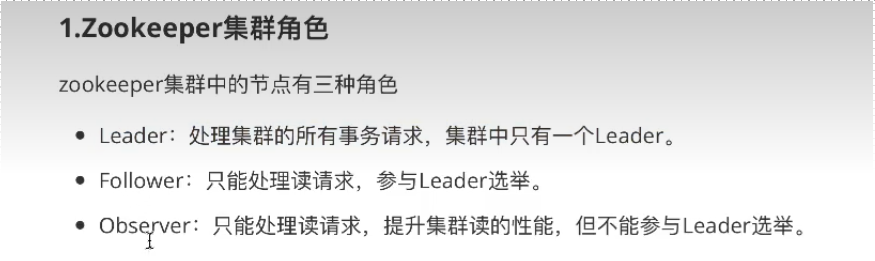 1.Zookeeper集群角色
zookeeper集群中的节点有三种角色
• Leader：处理集群的所有事务请求，集群中只有一个Leader。
• Follower：只能处理读请求，参与Leader选举。
• Observer：只能处理读请求，提升集群读的性能，但不能参与Leader选举。